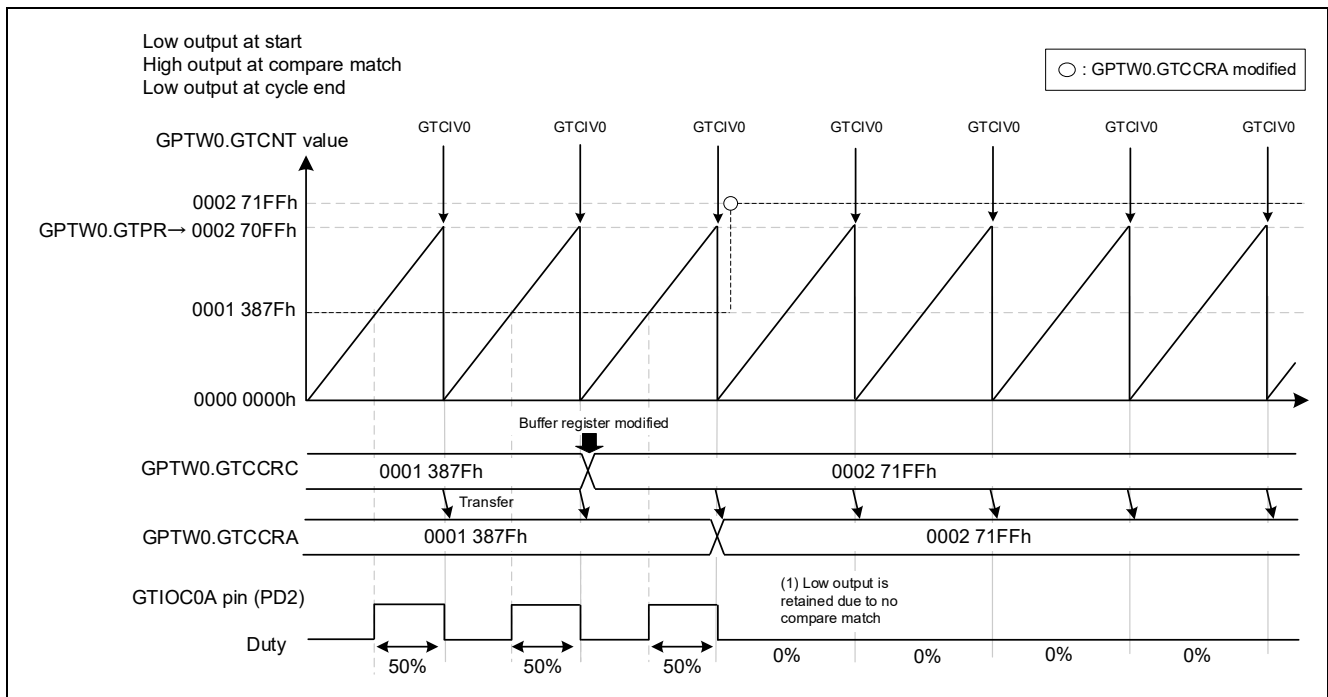 Low output at start
High output at compare match
Low output at cycle end
○ : GPTW0.GTCCRA modified
GPTW0.GTCNT value
GTCIV0 GTCIV0 GTCIV0 GTCIV0 GTCIV0 GTCIV0 GTCIV0
0002 71FFh
GPTW0.GTPR→ 0002 70FFh
0001 387Fh
0000 0000h
Buffer register modified
GPTW0.GTCCRC 0001 387Fh 0002 71FFh
Transfer
GPTW0.GTCCRA 0001 387Fh 0002 71FFh
GTIOC0A pin (PD2)
(1) Low output is
retained due to no
compare match
Duty
50% 50% 50% 0% 0% 0% 0%